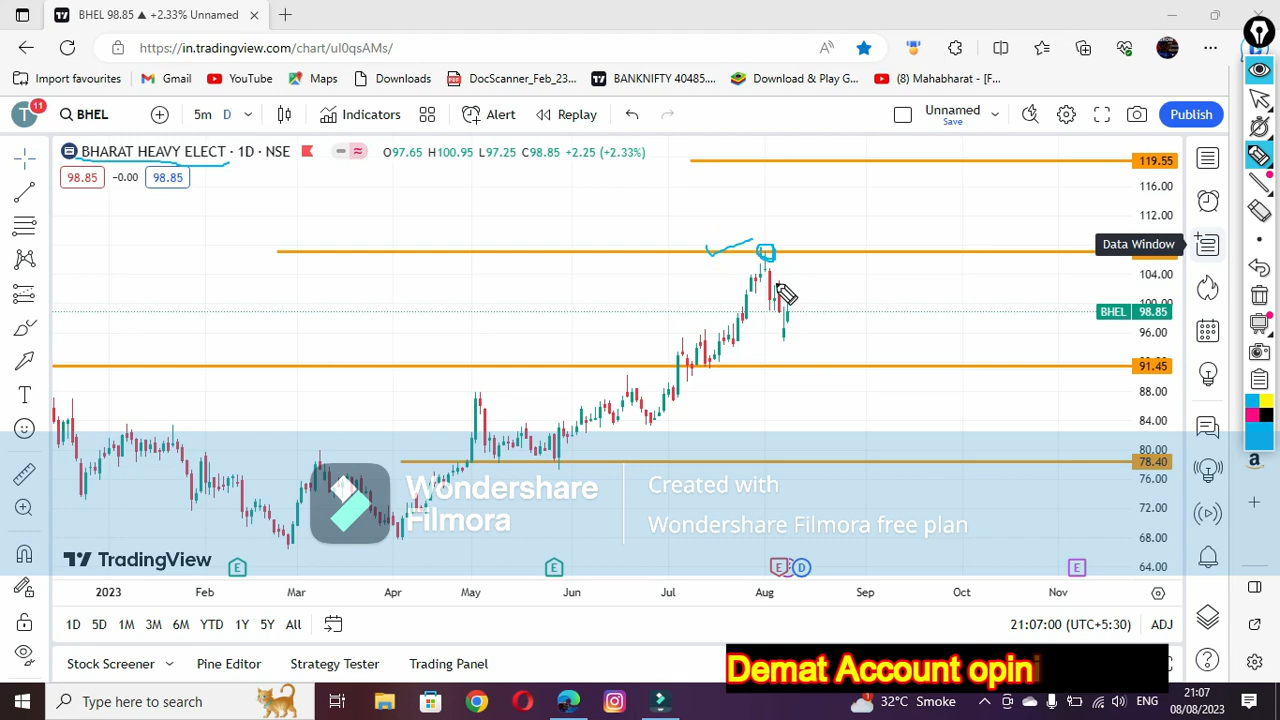 BHEL 98.85 ▲ +2.33% Unnamed
https://in.tradingview.com/chart/uI0qsAMs/
Import favourites
Gmail
YouTube
Maps
Downloads
DocScanner_Feb_23...
BANKNIFTY 40485....
Download & Play G...
(8) Mahabharat - [F...
T
11
BHEL
5m
D
Indicators
Alert
Replay
Unnamed
Save
Publish
BHARAT HEAVY ELECT · 1D · NSE
O97.65 H100.95 L97.25 C98.85 +2.25 (+2.33%)
98.85
-0.00
98.85
119.55
116.00
112.00
Data Window
104.00
100.00
BHEL 98.85
96.00
91.45
88.00
84.00
80.00
78.40
76.00
72.00
68.00
64.00
Wondershare
Filmora
Created with
Wondershare Filmora free plan
TradingView
E
E
E
D
E
2023
Feb
Mar
Apr
May
Jun
Jul
Aug
Sep
Oct
Nov
1D
5D
1M
3M
6M
YTD
1Y
5Y
All
21:07:00 (UTC+5:30)
ADJ
Stock Screener
Pine Editor
Strategy Tester
Trading Panel
Demat Account opin
Type here to search
32°C Smoke
ENG
21:07
08/08/2023